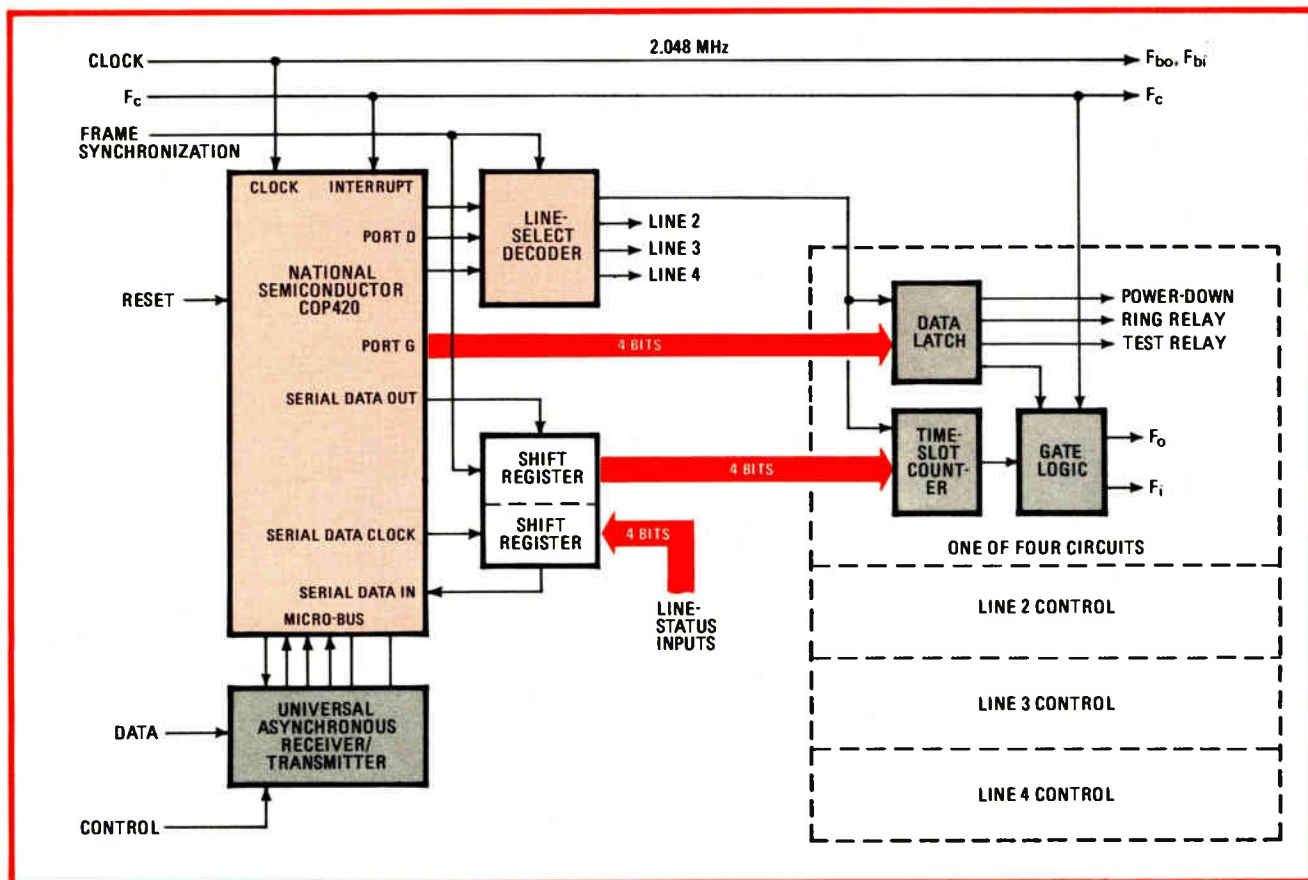 2.048 MHz
CLOCK
Fbo, Fbi
Fc
Fc
FRAME
SYNCHRONIZATION
CLOCK
INTERRUPT
PORT D
NATIONAL
SEMICONDUCTOR
COP420
LINE-
SELECT
DECODER
LINE 2
LINE 3
LINE 4
RESET
PORT G
4 BITS
DATA
LATCH
POWER-DOWN
RING RELAY
TEST RELAY
SERIAL DATA OUT
SHIFT
REGISTER
4 BITS
TIME-
SLOT
COUNT-
ER
GATE
LOGIC
Fo
Fi
SERIAL DATA CLOCK
SHIFT
REGISTER
4 BITS
ONE OF FOUR CIRCUITS
SERIAL DATA IN
MICRO-BUS
LINE-
STATUS
INPUTS
LINE 2 CONTROL
UNIVERSAL
ASYNCHRONOUS
RECEIVER/
TRANSMITTER
DATA
LINE 3 CONTROL
CONTROL
LINE 4 CONTROL